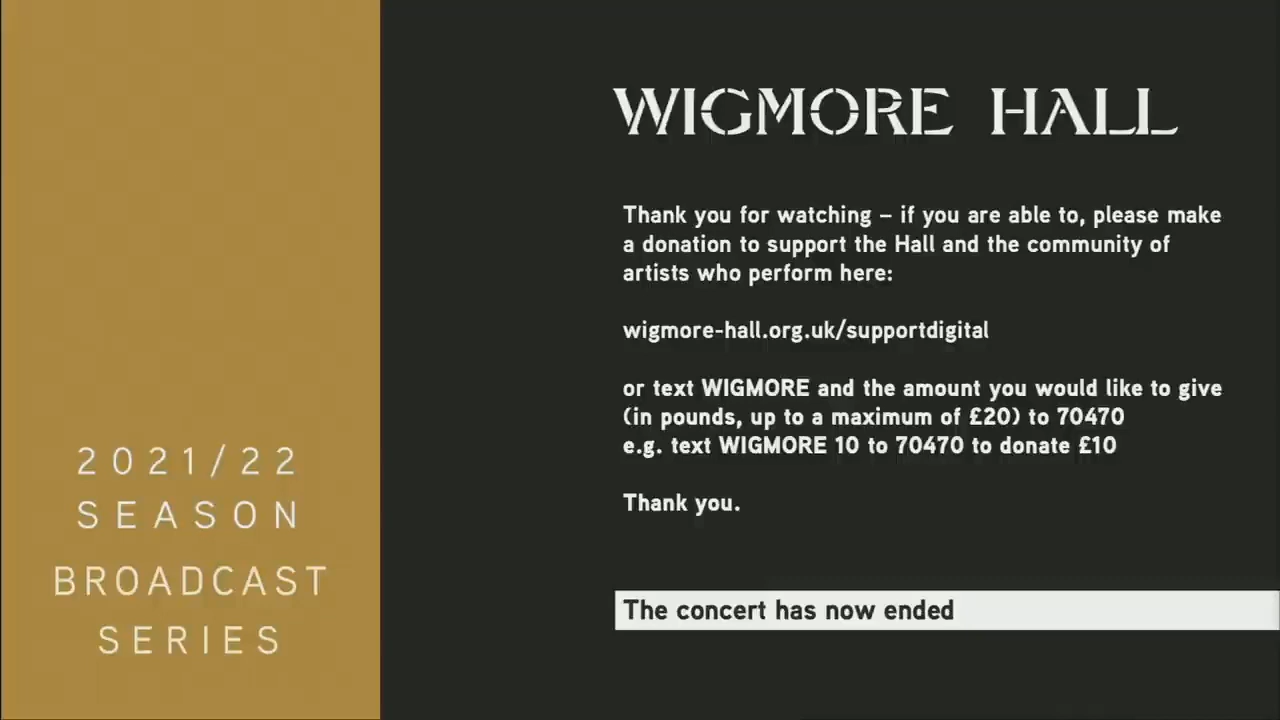 WIGMORE HALL
Thank you for watching – if you are able to, please make
a donation to support the Hall and the community of
artists who perform here:
wigmore-hall.org.uk/supportdigital
or text WIGMORE and the amount you would like to give
(in pounds, up to a maximum of £20) to 70470
e.g. text WIGMORE 10 to 70470 to donate £10
Thank you.
The concert has now ended
2021/22
SEASON
BROADCAST
SERIES